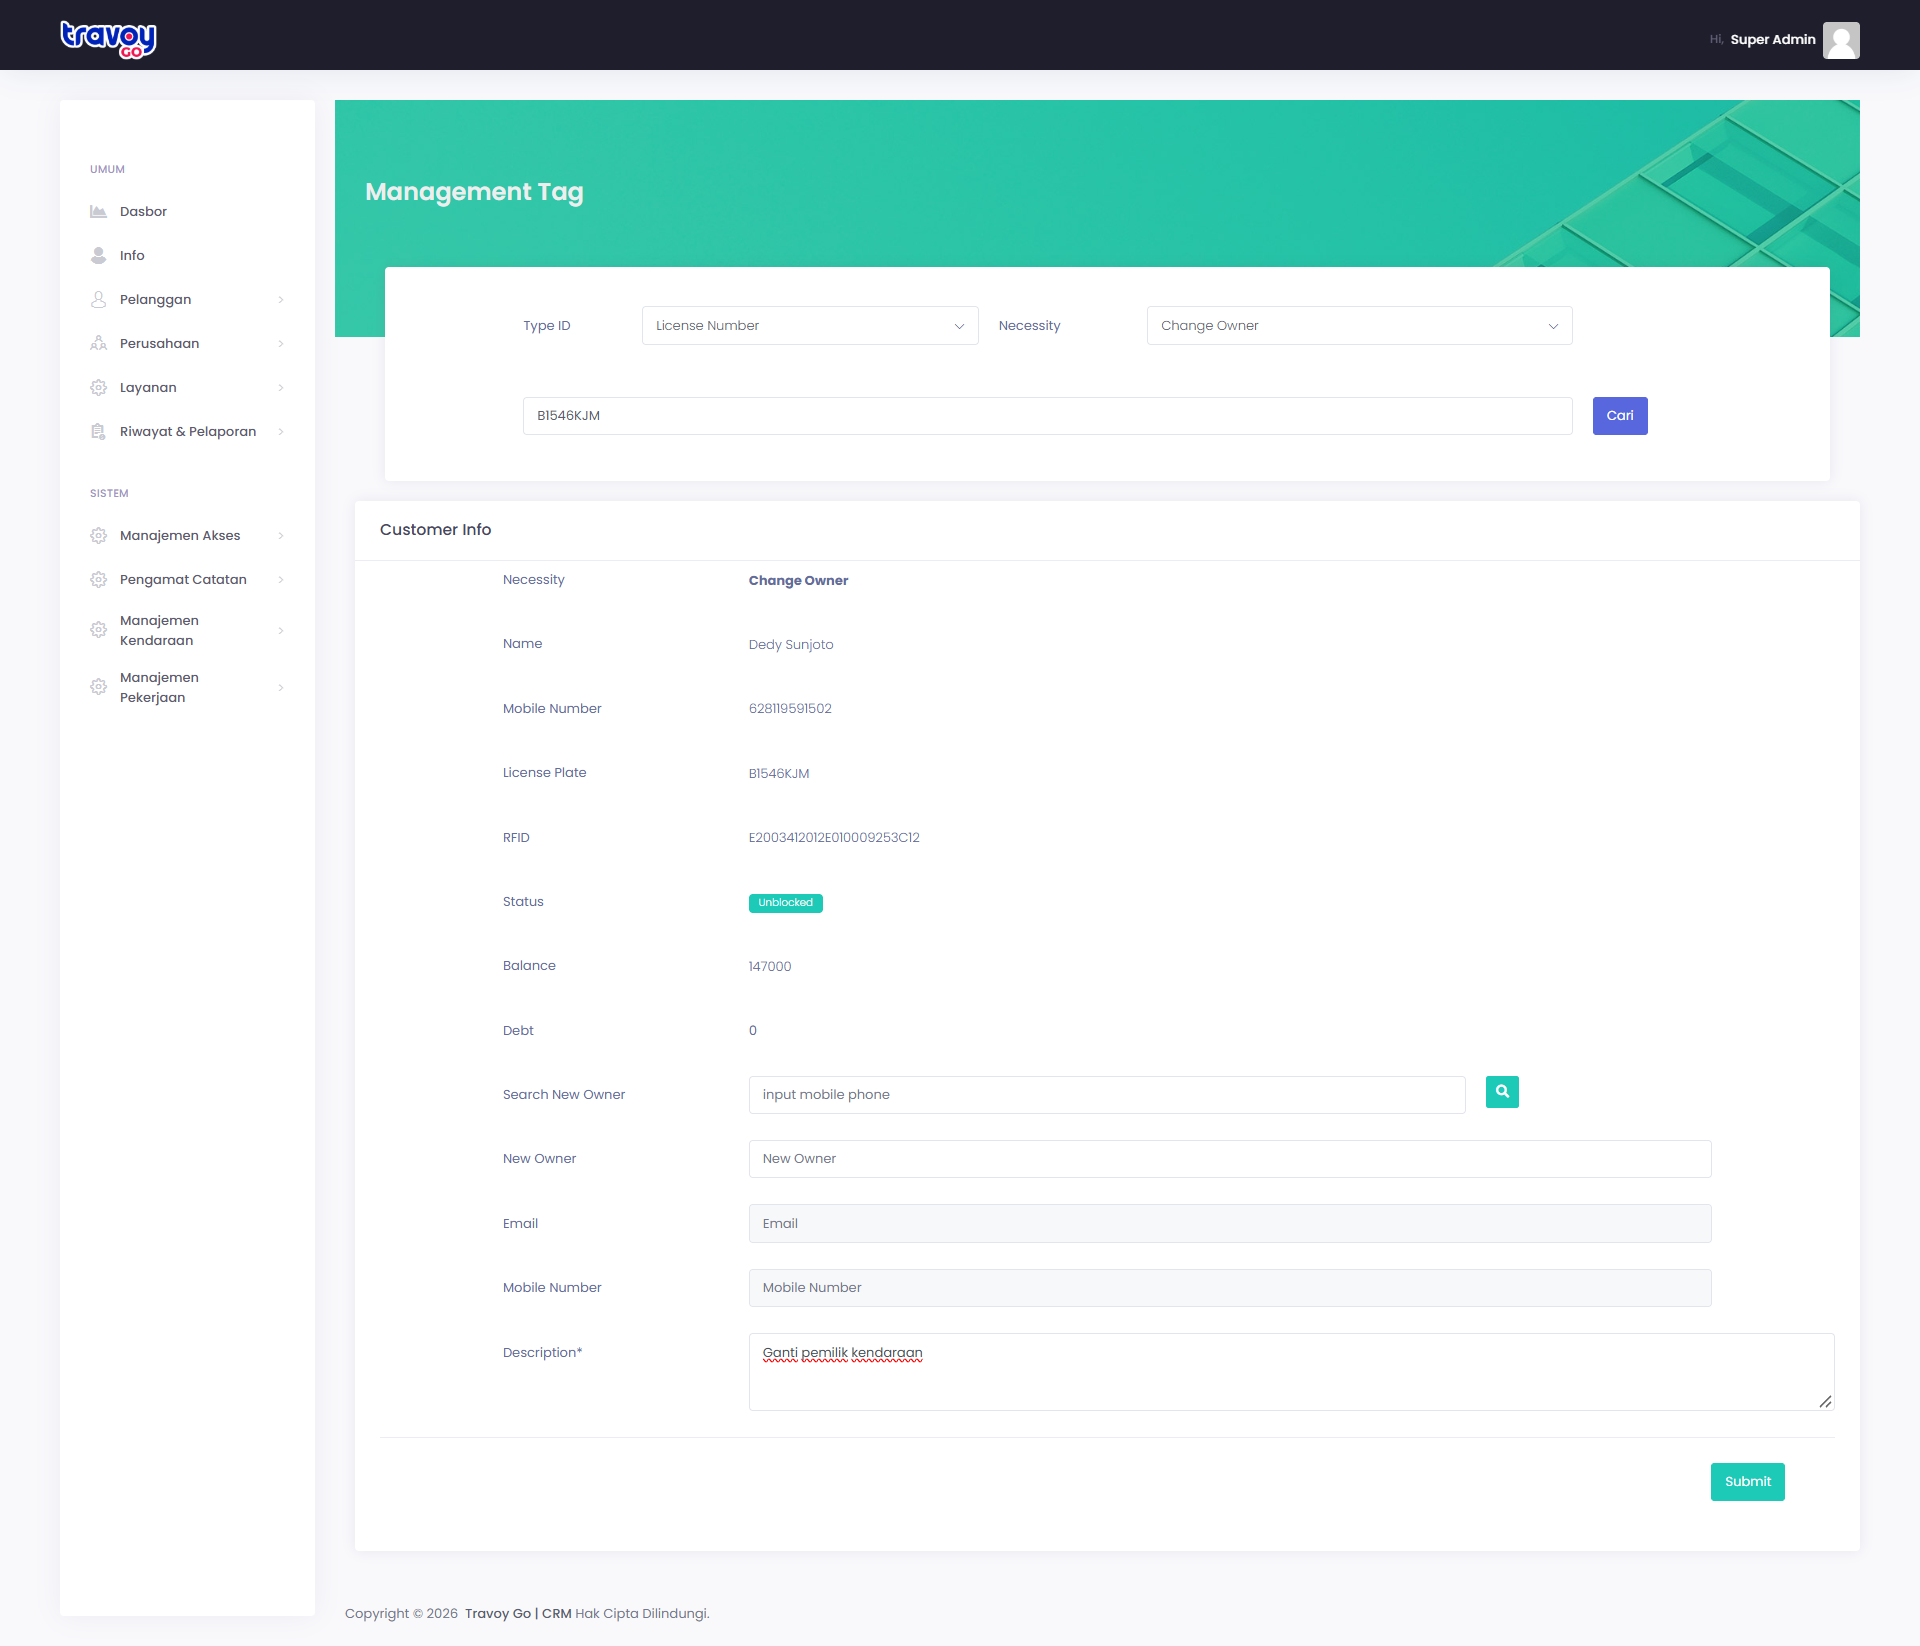 travoy
GO
Hi, Super Admin
UMUM
Dasbor
Info
Pelanggan
Perusahaan
Layanan
Riwayat & Pelaporan
SISTEM
Manajemen Akses
Pengamat Catatan
Manajemen
Kendaraan
Manajemen
Pekerjaan
Management Tag
Type ID License Number Necessity Change Owner
B1546KJM Cari
Customer Info
Necessity Change Owner
Name Dedy Sunjoto
Mobile Number 628119591502
License Plate B1546KJM
RFID E2003412012E010009253C12
Status Unblocked
Balance 147000
Debt 0
Search New Owner input mobile phone
New Owner New Owner
Email Email
Mobile Number Mobile Number
Description* Ganti pemilik kendaraan
Submit
Copyright © 2026 Travoy Go | CRM Hak Cipta Dilindungi.